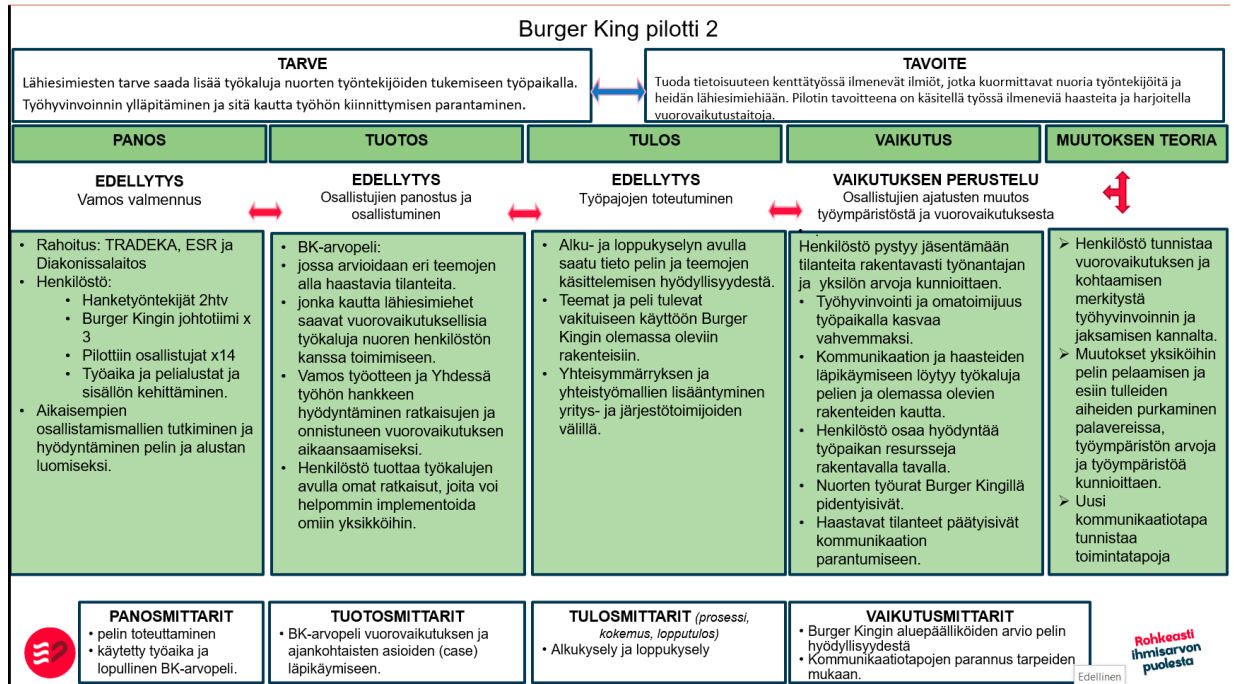 Burger King pilotti 2
TARVE
Lähiesimiesten tarve saada lisää työkaluja nuorten työntekijöiden tukemiseen työpaikalla.
Työhyvinvoinnin ylläpitäminen ja sitä kautta työhön kiinnittymisen parantaminen.
TAVOITE
Tuoda tietoisuuteen kenttätyössä ilmenevät ilmiöt, jotka kuormittavat nuoria työntekijöitä ja
heidän lähiesimiehiään. Pilotin tavoitteena on käsitellä työssä ilmeneviä haasteita ja harjoitella
vuorovaikutustaitoja.
PANOS
TUOTOS
TULOS
VAIKUTUS
MUUTOKSEN TEORIA
EDELLYTYS
Vamos valmennus
EDELLYTYS
Osallistujien panostus ja
osallistuminen
EDELLYTYS
Työpajojen toteutuminen
VAIKUTUKSEN PERUSTELU
Osallistujien ajatusten muutos
työympäristöstä ja vuorovaikutuksesta
• Rahoitus: TRADEKA, ESR ja
Diakonissalaitos
• Henkilöstö:
• Hanketyöntekijät 2htv
• Burger Kingin johtotiimi x
3
• Pilottiin osallistujat x14
• Työaika ja pelialustat ja
sisällön kehittäminen.
• Aikaisempien
osallistamismallien tutkiminen ja
hyödyntäminen pelin ja alustan
luomiseksi.
• BK-arvopeli:
• jossa arvioidaan eri teemojen
alla haastavia tilanteita.
• jonka kautta lähiesimiehet
saavat vuorovaikutuksellisia
työkaluja nuoren henkilöstön
kanssa toimimiseen.
• Vamos työotteen ja Yhdessä
työhön hankkeen
hyödyntäminen ratkaisujen ja
onnistuneen vuorovaikutuksen
aikaansaamiseksi.
• Henkilöstö tuottaa työkalujen
avulla omat ratkaisut, joita voi
helpommin implementoida
omiin yksikköihin.
• Alku- ja loppukyselyn avulla
saatu tieto pelin ja teemojen
käsittelemisen hyödyllisyydestä.
• Teemat ja peli tulevat
vakituiseen käyttöön Burger
Kingin olemassa oleviin
rakenteisiin.
• Yhteisymmärryksen ja
yhteistyömallien lisääntyminen
yritys- ja järjestötoimijoiden
välillä.
Henkilöstö pystyy jäsentämään
tilanteita rakentavasti työnantajan
ja yksilön arvoja kunnioittaen.
• Työhyvinvointi ja omatoimijuus
työpaikalla kasvaa
vahvemmaksi.
• Kommunikaation ja haasteiden
läpikäymiseen löytyy työkaluja
pelien ja olemassa olevien
rakenteiden kautta.
• Henkilöstö osaa hyödyntää
työpaikan resursseja
rakentavalla tavalla.
• Nuorten työurat Burger Kingillä
pidentyisivät.
• Haastavat tilanteet päätyisivät
kommunikaation
parantumiseen.
➢ Henkilöstö tunnistaa
vuorovaikutuksen ja
kohtaamisen
merkitystä
työhyvinvoinnin ja
jaksamisen kannalta.
➢ Muutokset yksiköihin
pelin pelaamisen ja
esiin tulleiden
aiheiden purkaminen
palavereissa,
työympäristön arvoja
ja työympäristöä
kunnioittaen.
➢ Uusi
kommunikaatiotapa
tunnistaa
toimintatapoja
PANOSMITTARIT
• pelin toteuttaminen
• käytetty työaika ja
lopullinen BK-arvopeli.
TUOTOSMITTARIT
• BK-arvopeli vuorovaikutuksen ja
ajankohtaisten asioiden (case)
läpikäymiseen.
TULOSMITTARIT (prosessi,
kokemus, lopputulos)
• Alkukysely ja loppukysely
VAIKUTUSMITTARIT
• Burger Kingin aluepäälliköiden arvio pelin
hyödyllisyydestä
• Kommunikaatiotapojen parannus tarpeiden
mukaan.
Edellinen
Rohkeasti
ihmisarvon
puolesta